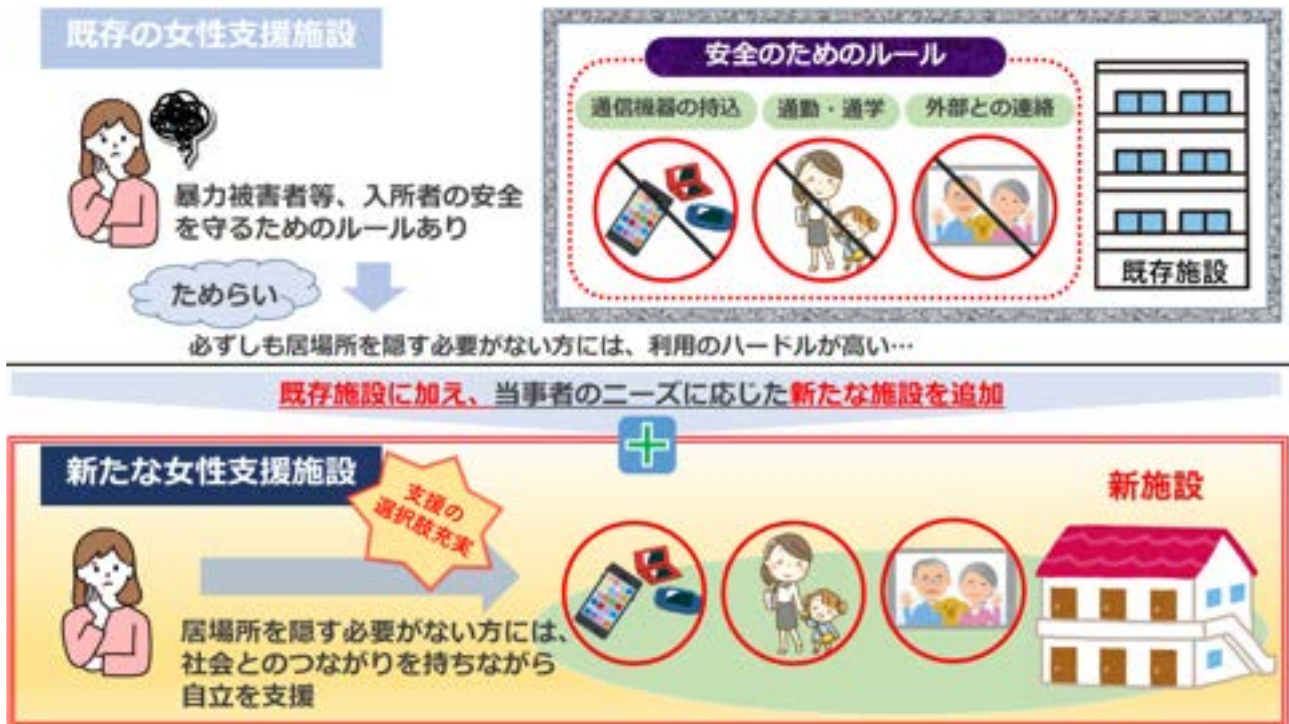 既存の女性支援施設
安全のためのルール
通信機器の持込
通勤・通学
外部との連絡
暴力被害者等、入所者の安全
を守るためのルールあり
既存施設
ためらい
必ずしも居場所を隠す必要がない方には、利用のハードルが高い…
既存施設に加え、当事者のニーズに応じた新たな施設を追加
新たな女性支援施設
支援の
選択肢充実
新施設
居場所を隠す必要がない方には、
社会とのつながりを持ちながら
自立を支援